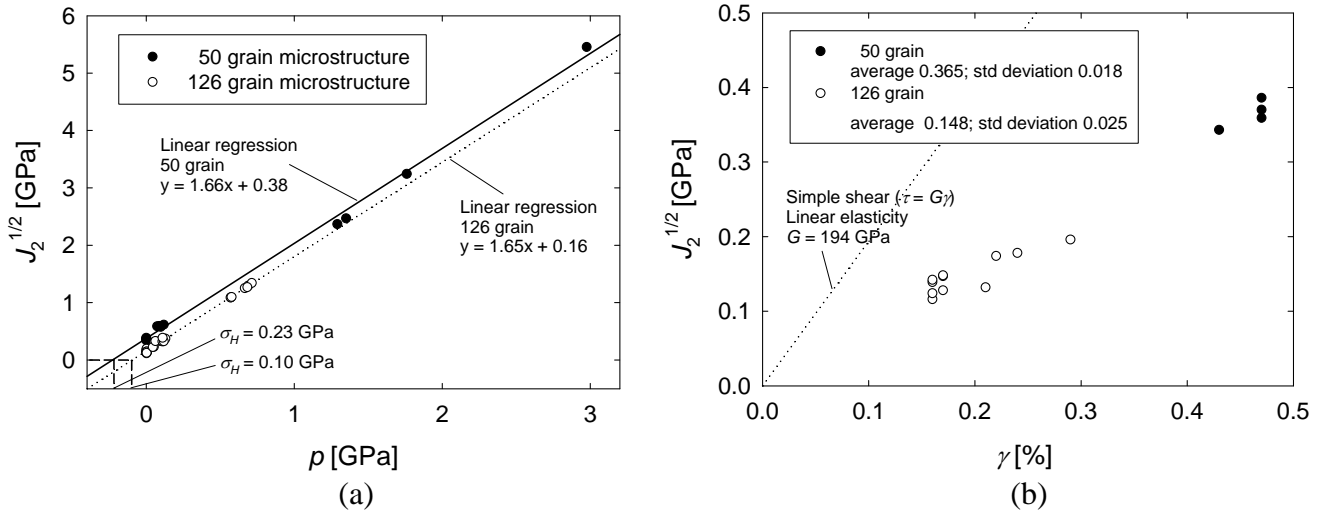 6
5
4
3
2
1
0
J₂^1/2 [GPa]
50 grain microstructure
126 grain microstructure
Linear regression
50 grain
y = 1.66x + 0.38
Linear regression
126 grain
y = 1.65x + 0.16
σH = 0.23 GPa
σH = 0.10 GPa
0 1 2 3
p [GPa]
(a)
0.5
0.4
0.3
0.2
0.1
0.0
J₂^1/2 [GPa]
50 grain
average 0.365; std deviation 0.018
126 grain
average 0.148; std deviation 0.025
Simple shear (τ = Gγ)
Linear elasticity
G = 194 GPa
0.0 0.1 0.2 0.3 0.4 0.5
γ [%]
(b)